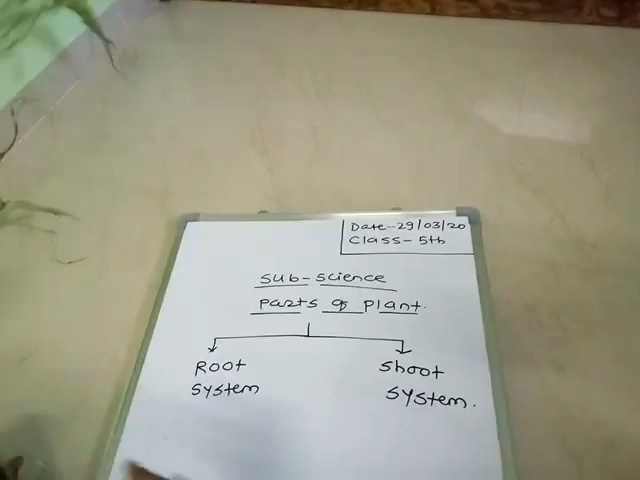 Date-29/03/20
Class-5th
Sub-Science
Parts of Plant.
Root
System
Shoot
System.